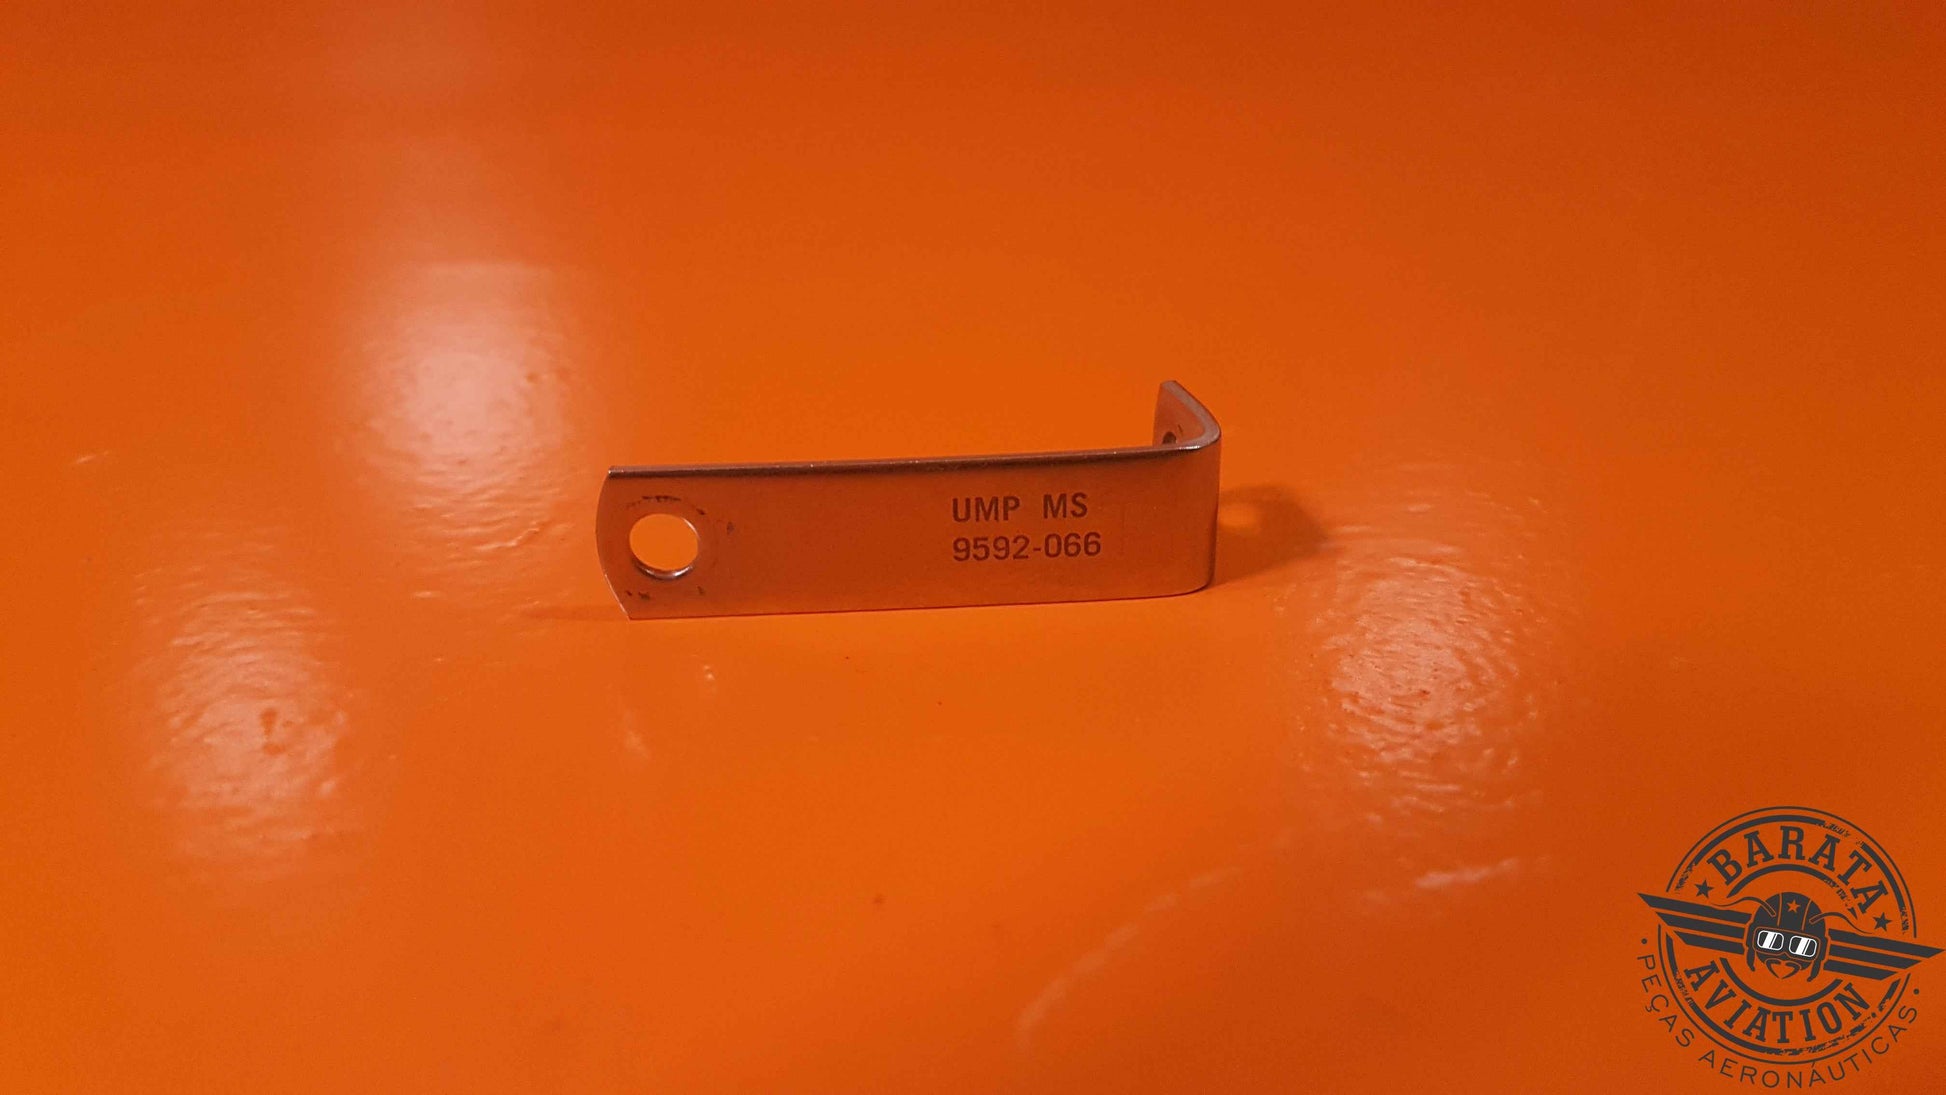 UMP MS
9592-066
BARATA
AVIATION
• PEÇAS AERONÁUTICAS •